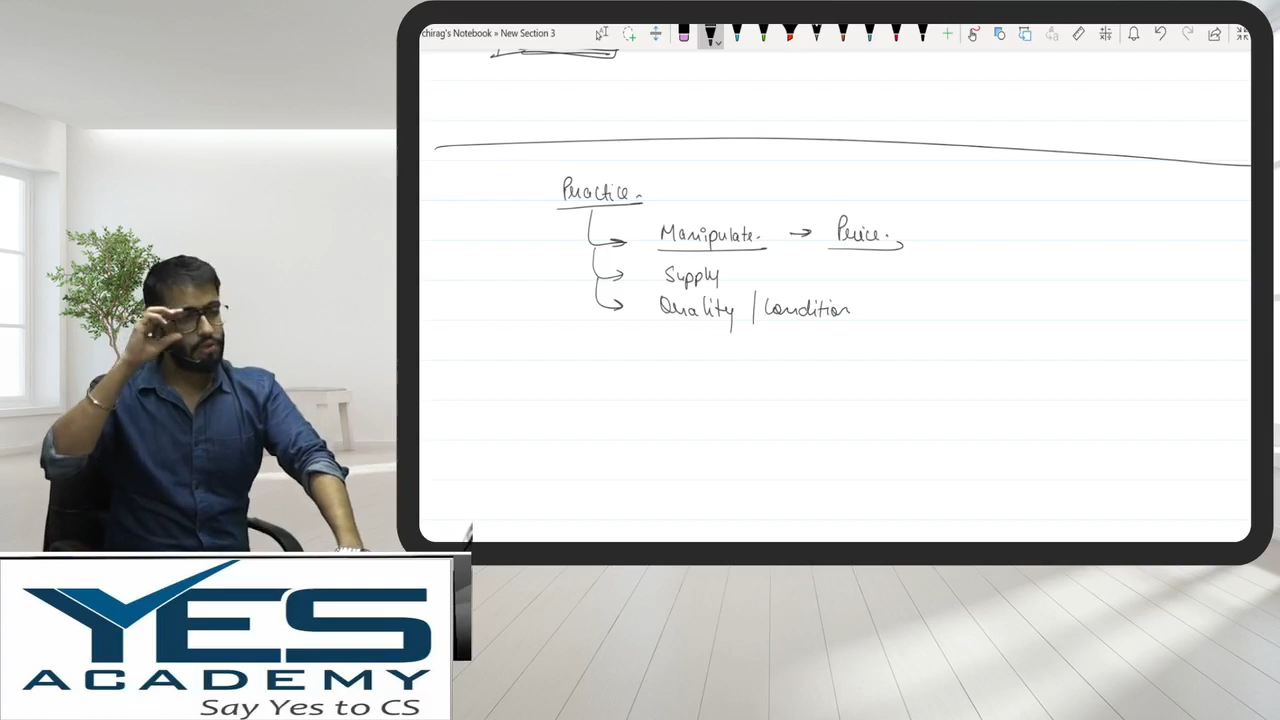 chirag's Notebook » New Section 3
Practice.
Manipulate. → Price.
Supply
Quality / Condition
YES
ACADEMY
Say Yes to CS